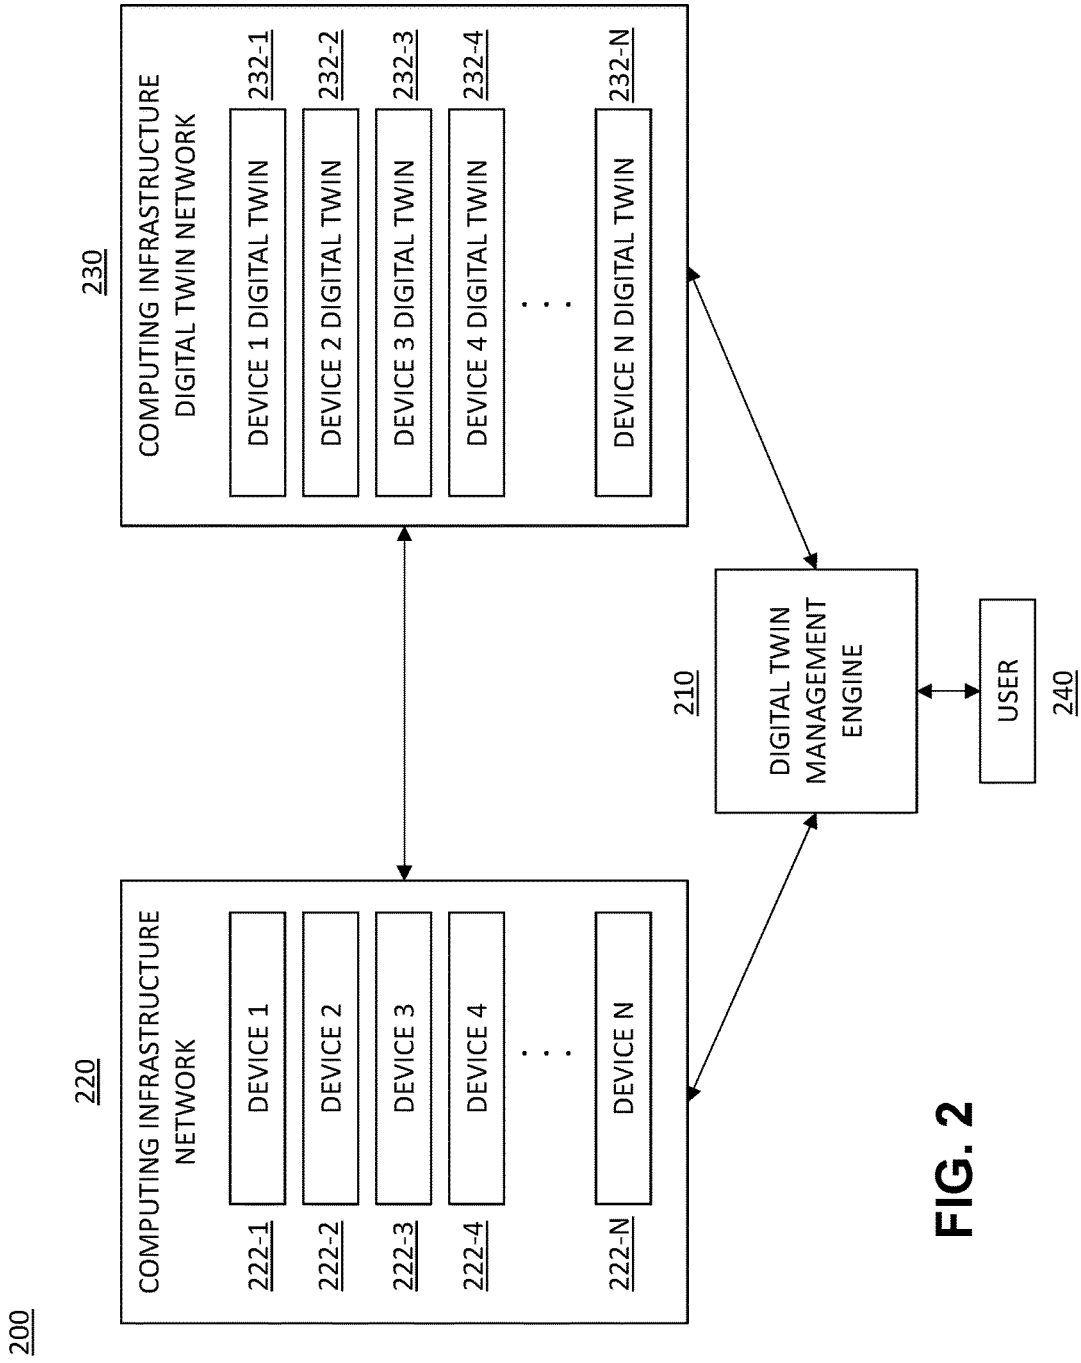 200
220
COMPUTING INFRASTRUCTURE
NETWORK
222-1
DEVICE 1
222-2
DEVICE 2
222-3
DEVICE 3
222-4
DEVICE 4
. . .
222-N
DEVICE N
230
COMPUTING INFRASTRUCTURE
DIGITAL TWIN NETWORK
DEVICE 1 DIGITAL TWIN
232-1
DEVICE 2 DIGITAL TWIN
232-2
DEVICE 3 DIGITAL TWIN
232-3
DEVICE 4 DIGITAL TWIN
232-4
. . .
DEVICE N DIGITAL TWIN
232-N
210
DIGITAL TWIN
MANAGEMENT
ENGINE
USER
240
FIG. 2